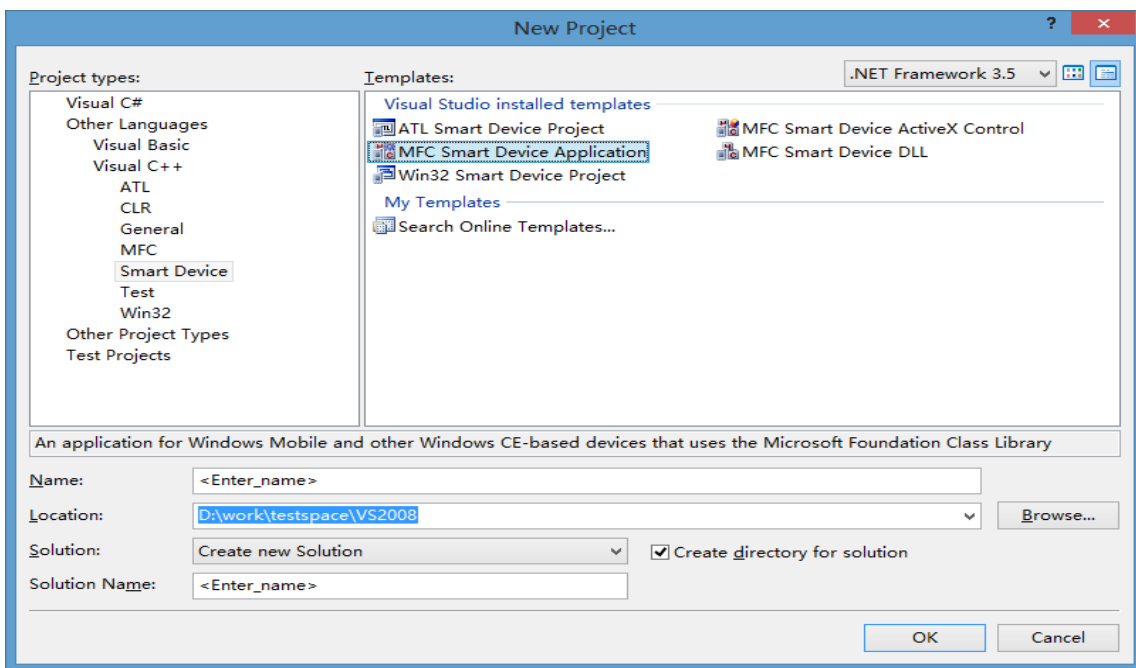 New Project
?
Project types:
Templates:
.NET Framework 3.5
Visual C#
Other Languages
Visual Basic
Visual C++
ATL
CLR
General
MFC
Smart Device
Test
Win32
Other Project Types
Test Projects
Visual Studio installed templates
ATL Smart Device Project
MFC Smart Device ActiveX Control
MFC Smart Device Application
MFC Smart Device DLL
Win32 Smart Device Project
My Templates
Search Online Templates...
An application for Windows Mobile and other Windows CE-based devices that uses the Microsoft Foundation Class Library
Name:
<Enter_name>
Location:
D:\work\testspace\VS2008
Browse...
Solution:
Create new Solution
Create directory for solution
Solution Name:
<Enter_name>
OK
Cancel